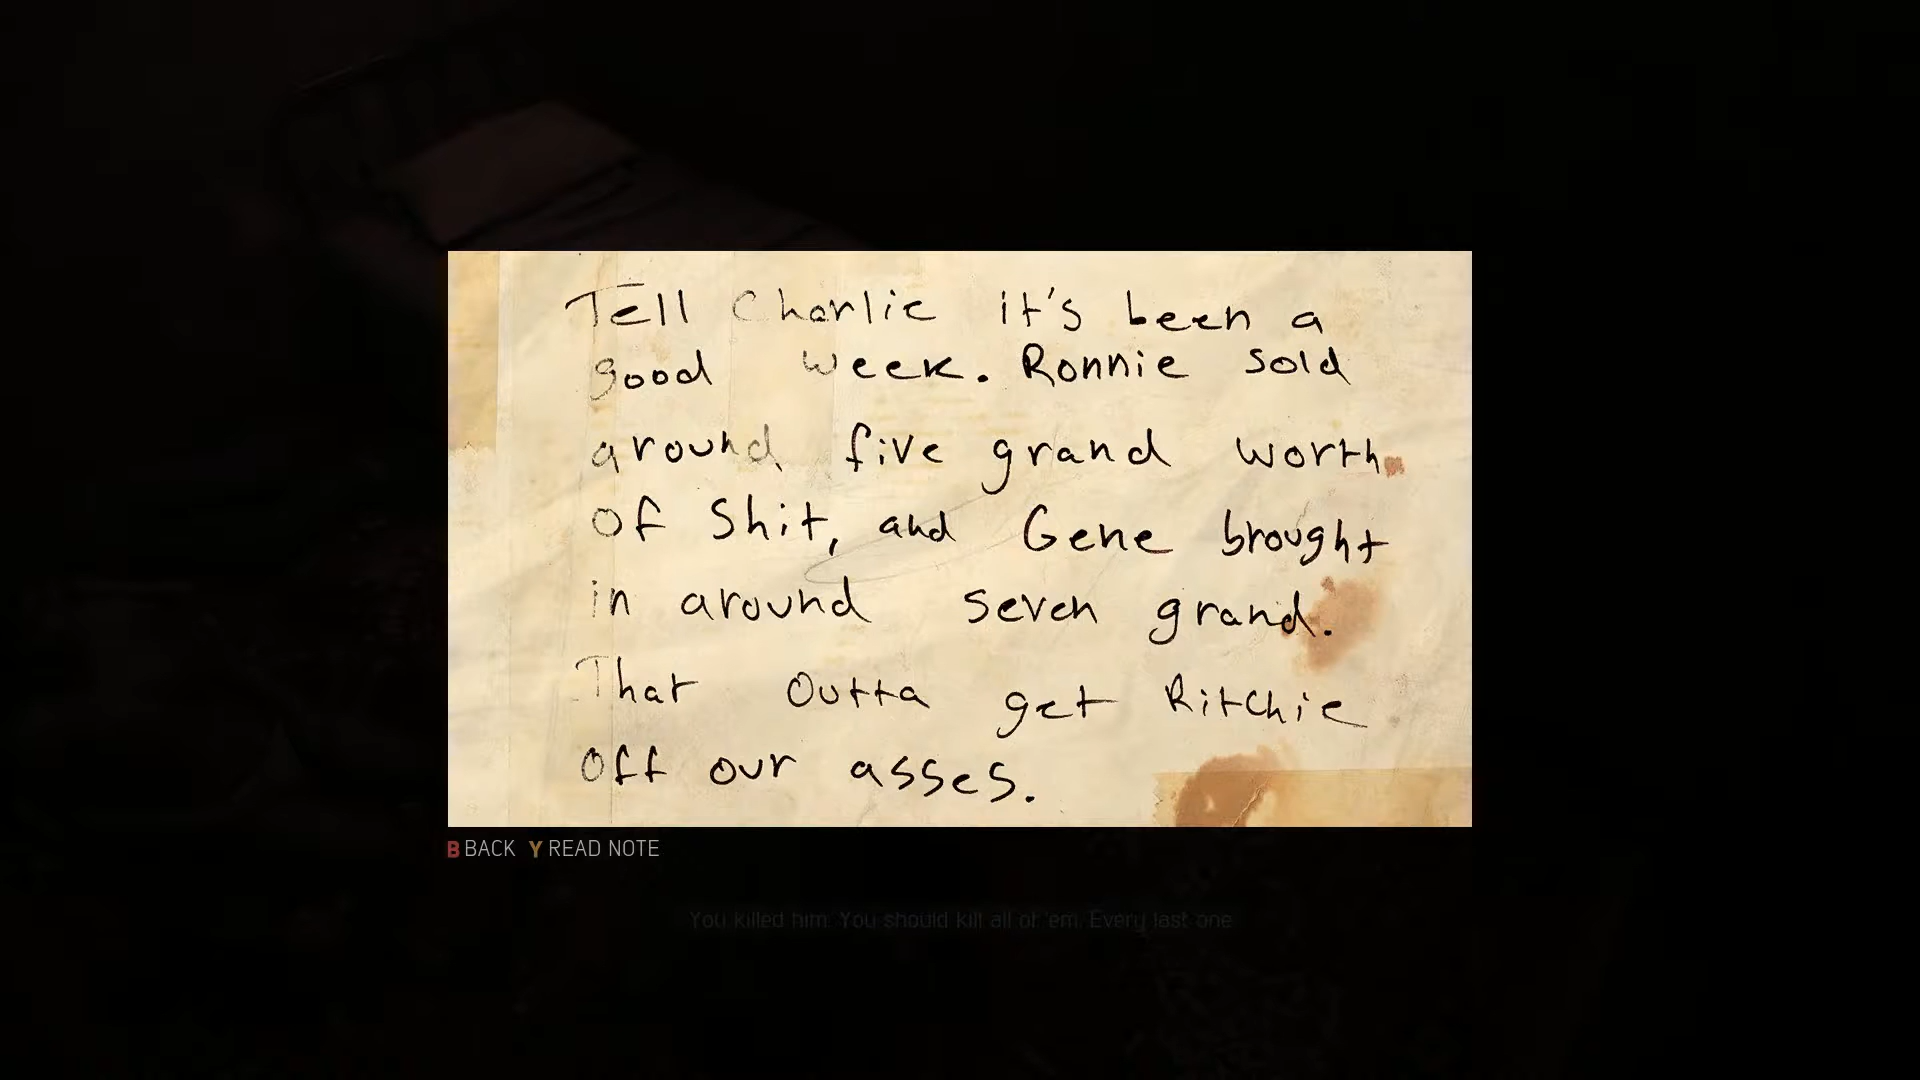 Tell Charlie it's been a
good week. Ronnie sold
around five grand worth
of Shit, and Gene brought
in around seven grand.
That Outta get Ritchie
Off our asses.
B BACK Y READ NOTE
You killed him. You should kill all of 'em. Every last one